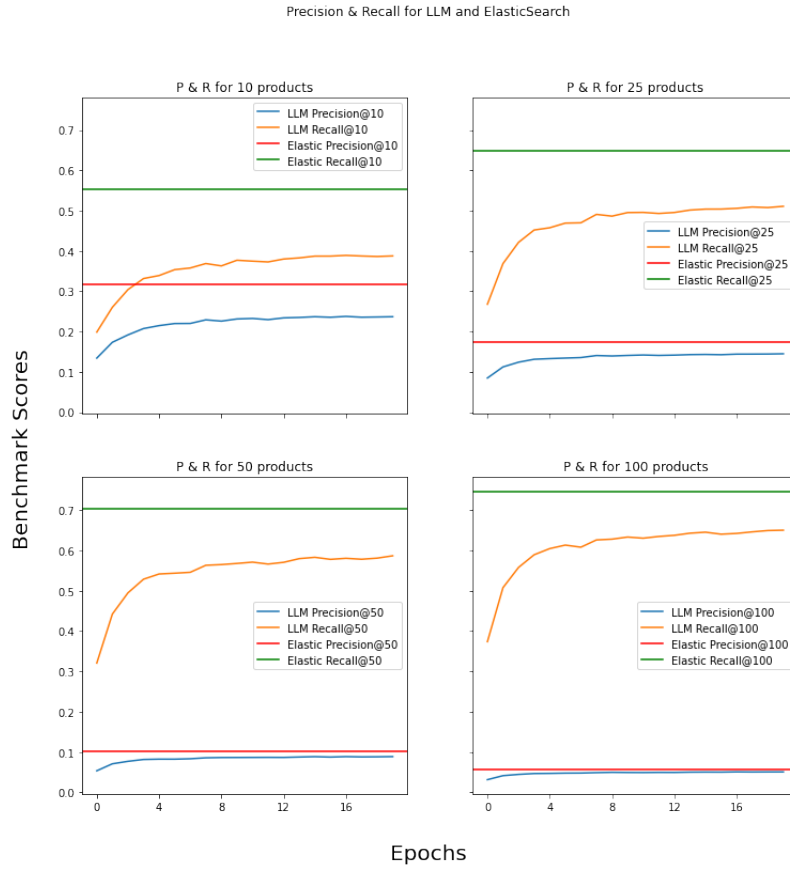 Precision & Recall for LLM and ElasticSearch
P & R for 10 products
LLM Precision@10
LLM Recall@10
Elastic Precision@10
Elastic Recall@10
0.7
0.6
0.5
0.4
0.3
0.2
0.1
0.0
P & R for 25 products
LLM Precision@25
LLM Recall@25
Elastic Precision@25
Elastic Recall@25
Benchmark Scores
P & R for 50 products
0.7
0.6
0.5
0.4
0.3
0.2
0.1
0.0
LLM Precision@50
LLM Recall@50
Elastic Precision@50
Elastic Recall@50
0 4 8 12 16
P & R for 100 products
LLM Precision@100
LLM Recall@100
Elastic Precision@100
Elastic Recall@100
0 4 8 12 16
Epochs